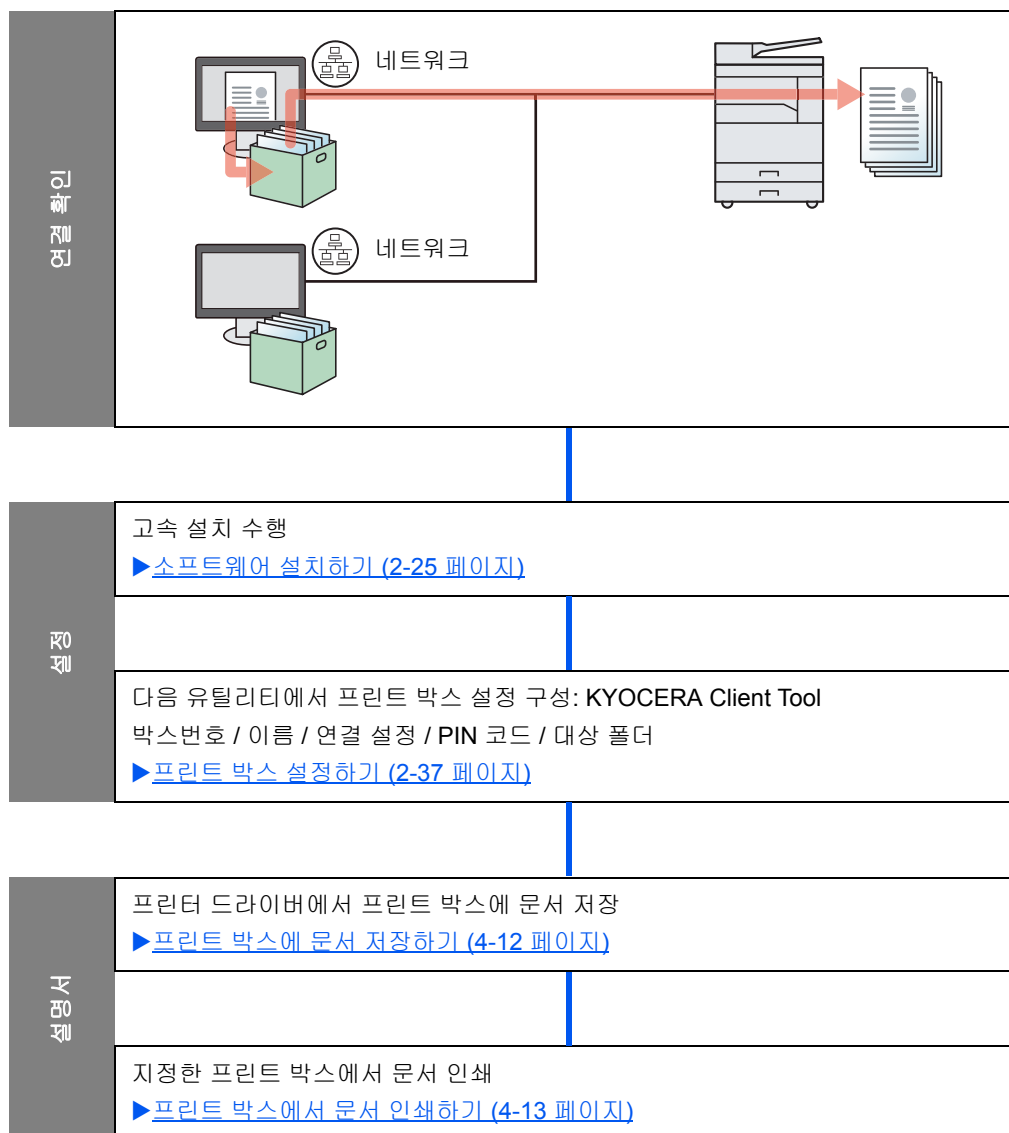 연결 확인
네트워크
네트워크
설정
고속 설치 수행
▶소프트웨어 설치하기 (2-25 페이지)
다음 유틸리티에서 프린트 박스 설정 구성: KYOCERA Client Tool
박스번호 / 이름 / 연결 설정 / PIN 코드 / 대상 폴더
▶프린트 박스 설정하기 (2-37 페이지)
설명서
프린터 드라이버에서 프린트 박스에 문서 저장
▶프린트 박스에 문서 저장하기 (4-12 페이지)
지정한 프린트 박스에서 문서 인쇄
▶프린트 박스에서 문서 인쇄하기 (4-13 페이지)